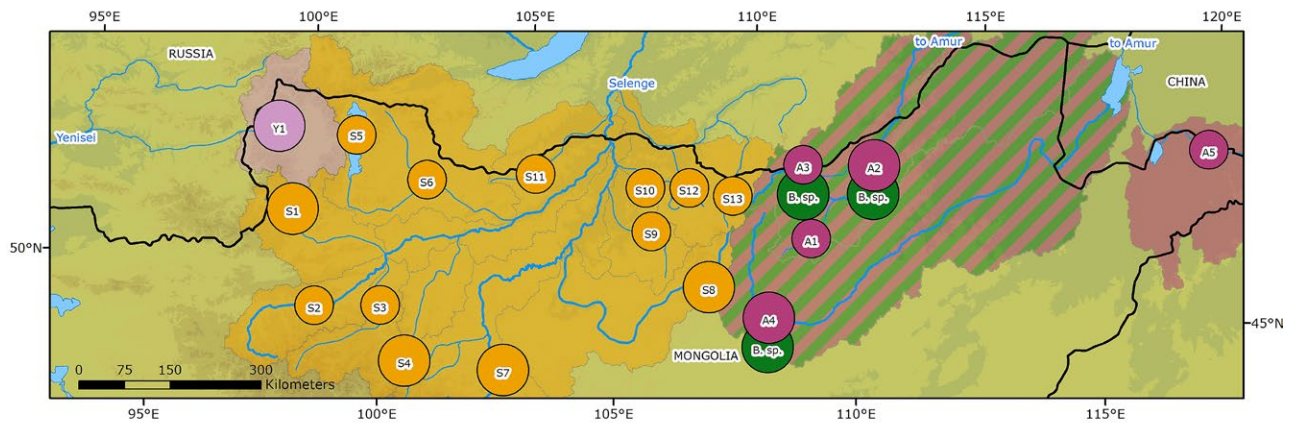 95°E 100°E 105°E 110°E 115°E 120°E
to Amur to Amur
RUSSIA
Selenge
CHINA
Yenisei
Y1
S5
A3
A2
A5
S6
S11
S10
S12
S13
B. sp.
B. sp.
S1
S9
A1
50°N
S8
S2
S3
A4
45°N
MONGOLIA
B. sp.
S4
S7
0 75 150 300
Kilometers
95°E 100°E 105°E 110°E 115°E